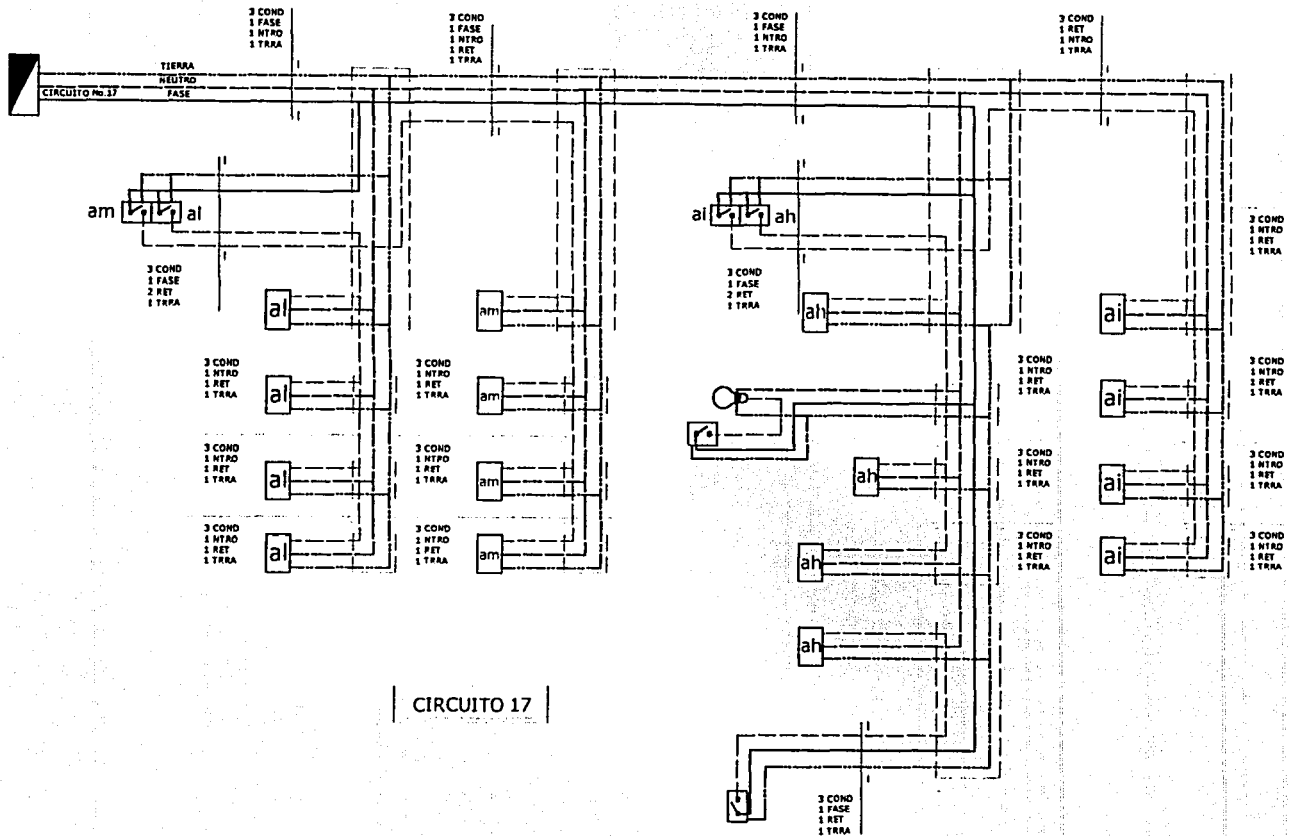 3 COND
1 FASE
1 NTRO
1 TRRA
3 COND
1 FASE
1 NTRO
1 RET
1 TRRA
3 COND
1 FASE
1 NTRO
1 TRRA
3 COND
1 RET
1 NTRO
1 TRRA
TIERRA
NEUTRO
CIRCUITO No.17 FASE
am al
3 COND
1 FASE
2 RET
1 TRRA
ai ah
3 COND
1 FASE
2 RET
1 TRRA
3 COND
1 NTRO
1 RET
1 TRRA
al
am
ah
ai
3 COND
1 NTRO
1 RET
1 TRRA
al
3 COND
1 NTRO
1 RET
1 TRRA
am
3 COND
1 NTRO
1 RET
1 TRRA
ai
3 COND
1 NTRO
1 RET
1 TRRA
3 COND
1 NTRO
1 RET
1 TRRA
al
3 COND
1 NTPO
1 RET
1 TRRA
am
ah
3 COND
1 NTRO
1 RET
1 TRRA
ai
3 COND
1 NTRO
1 RET
1 TRRA
3 COND
1 NTRO
1 RET
1 TRRA
al
3 COND
1 NTRO
1 PET
1 TRRA
am
ah
3 COND
1 NTRO
1 RET
1 TRRA
ai
3 COND
1 NTRO
1 RET
1 TRRA
ah
CIRCUITO 17
3 COND
1 FASE
1 RET
1 TRRA